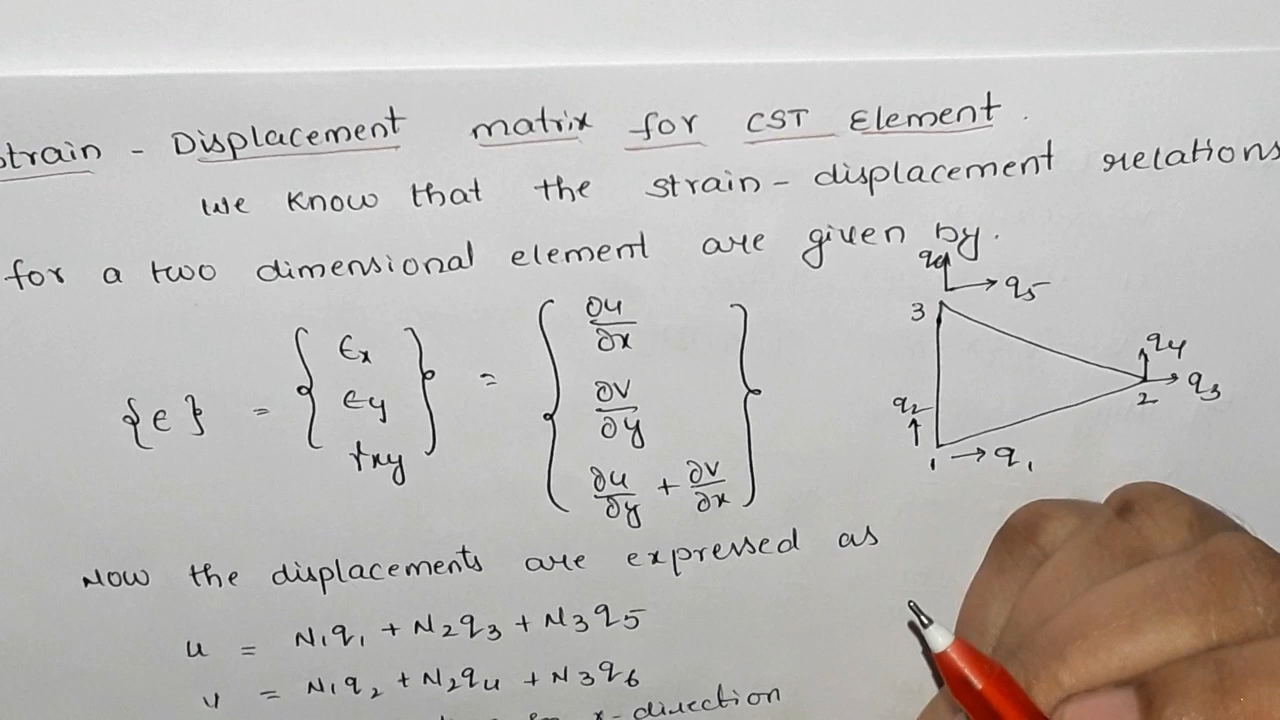 strain - Displacement matrix for CST Element.
We know that the strain - displacement relations
for a two dimensional element are given by.
{e} = { ϵx ϵy γxy } = { ∂u/∂x ∂v/∂y ∂u/∂y + ∂v/∂x }
q6 → q5
3
q4
→ q3
2
q2
1 → q1
Now the displacements are expressed as
u = N1q1 + N2q3 + N3q5
v = N1q2 + N2q4 + N3q6
x-direction